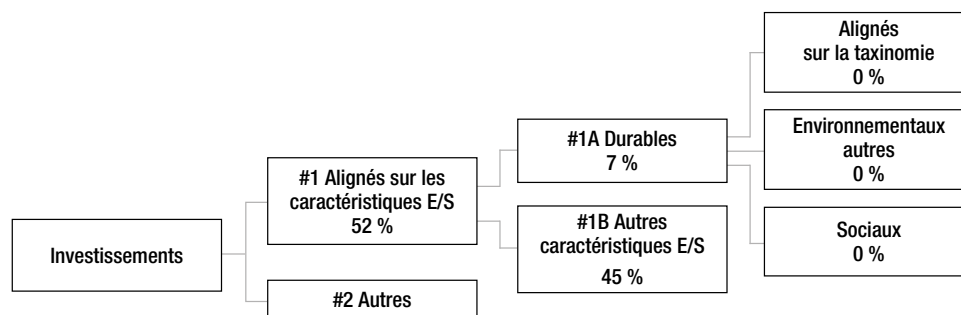 Investissements
#1 Alignés sur les
caractéristiques E/S
52 %
#2 Autres
#1A Durables
7 %
#1B Autres
caractéristiques E/S
45 %
Alignés
sur la taxinomie
0 %
Environnementaux
autres
0 %
Sociaux
0 %